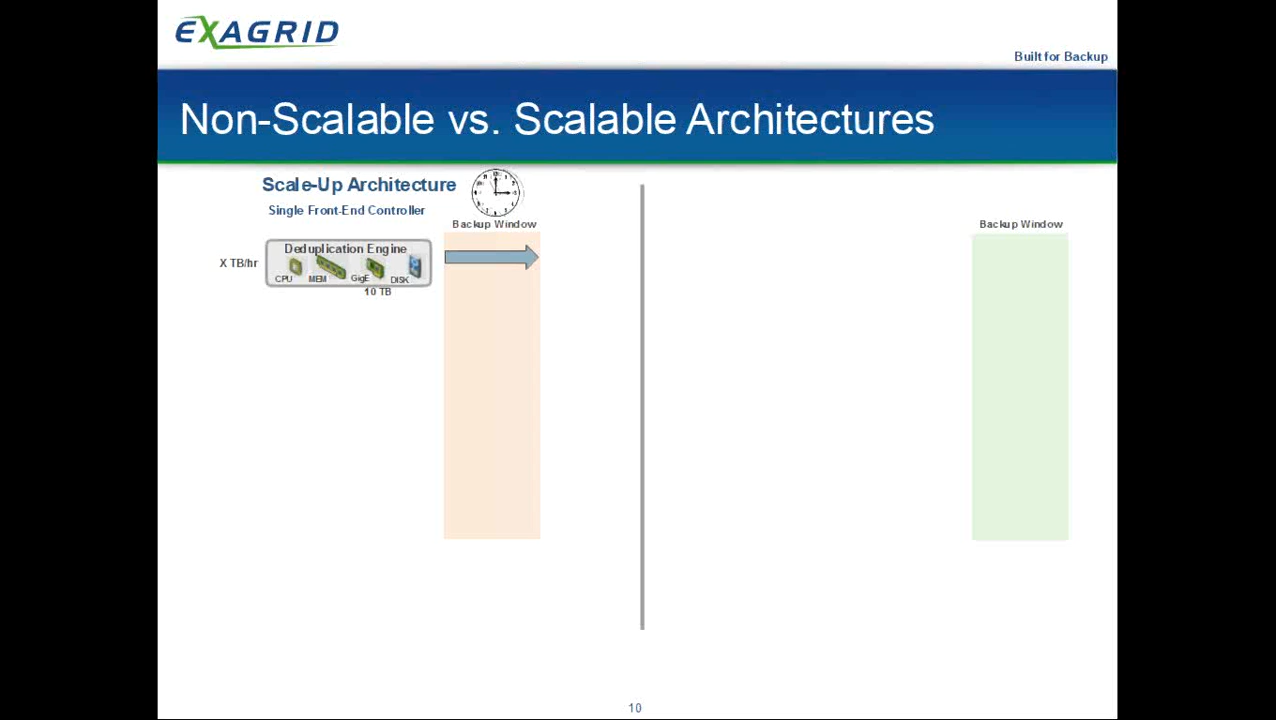 EXAGRID
Built for Backup
Non-Scalable vs. Scalable Architectures
Scale-Up Architecture
Single Front-End Controller
Backup Window
Backup Window
Deduplication Engine
X TB/hr
CPU MEM GigE DISK
10 TB
10